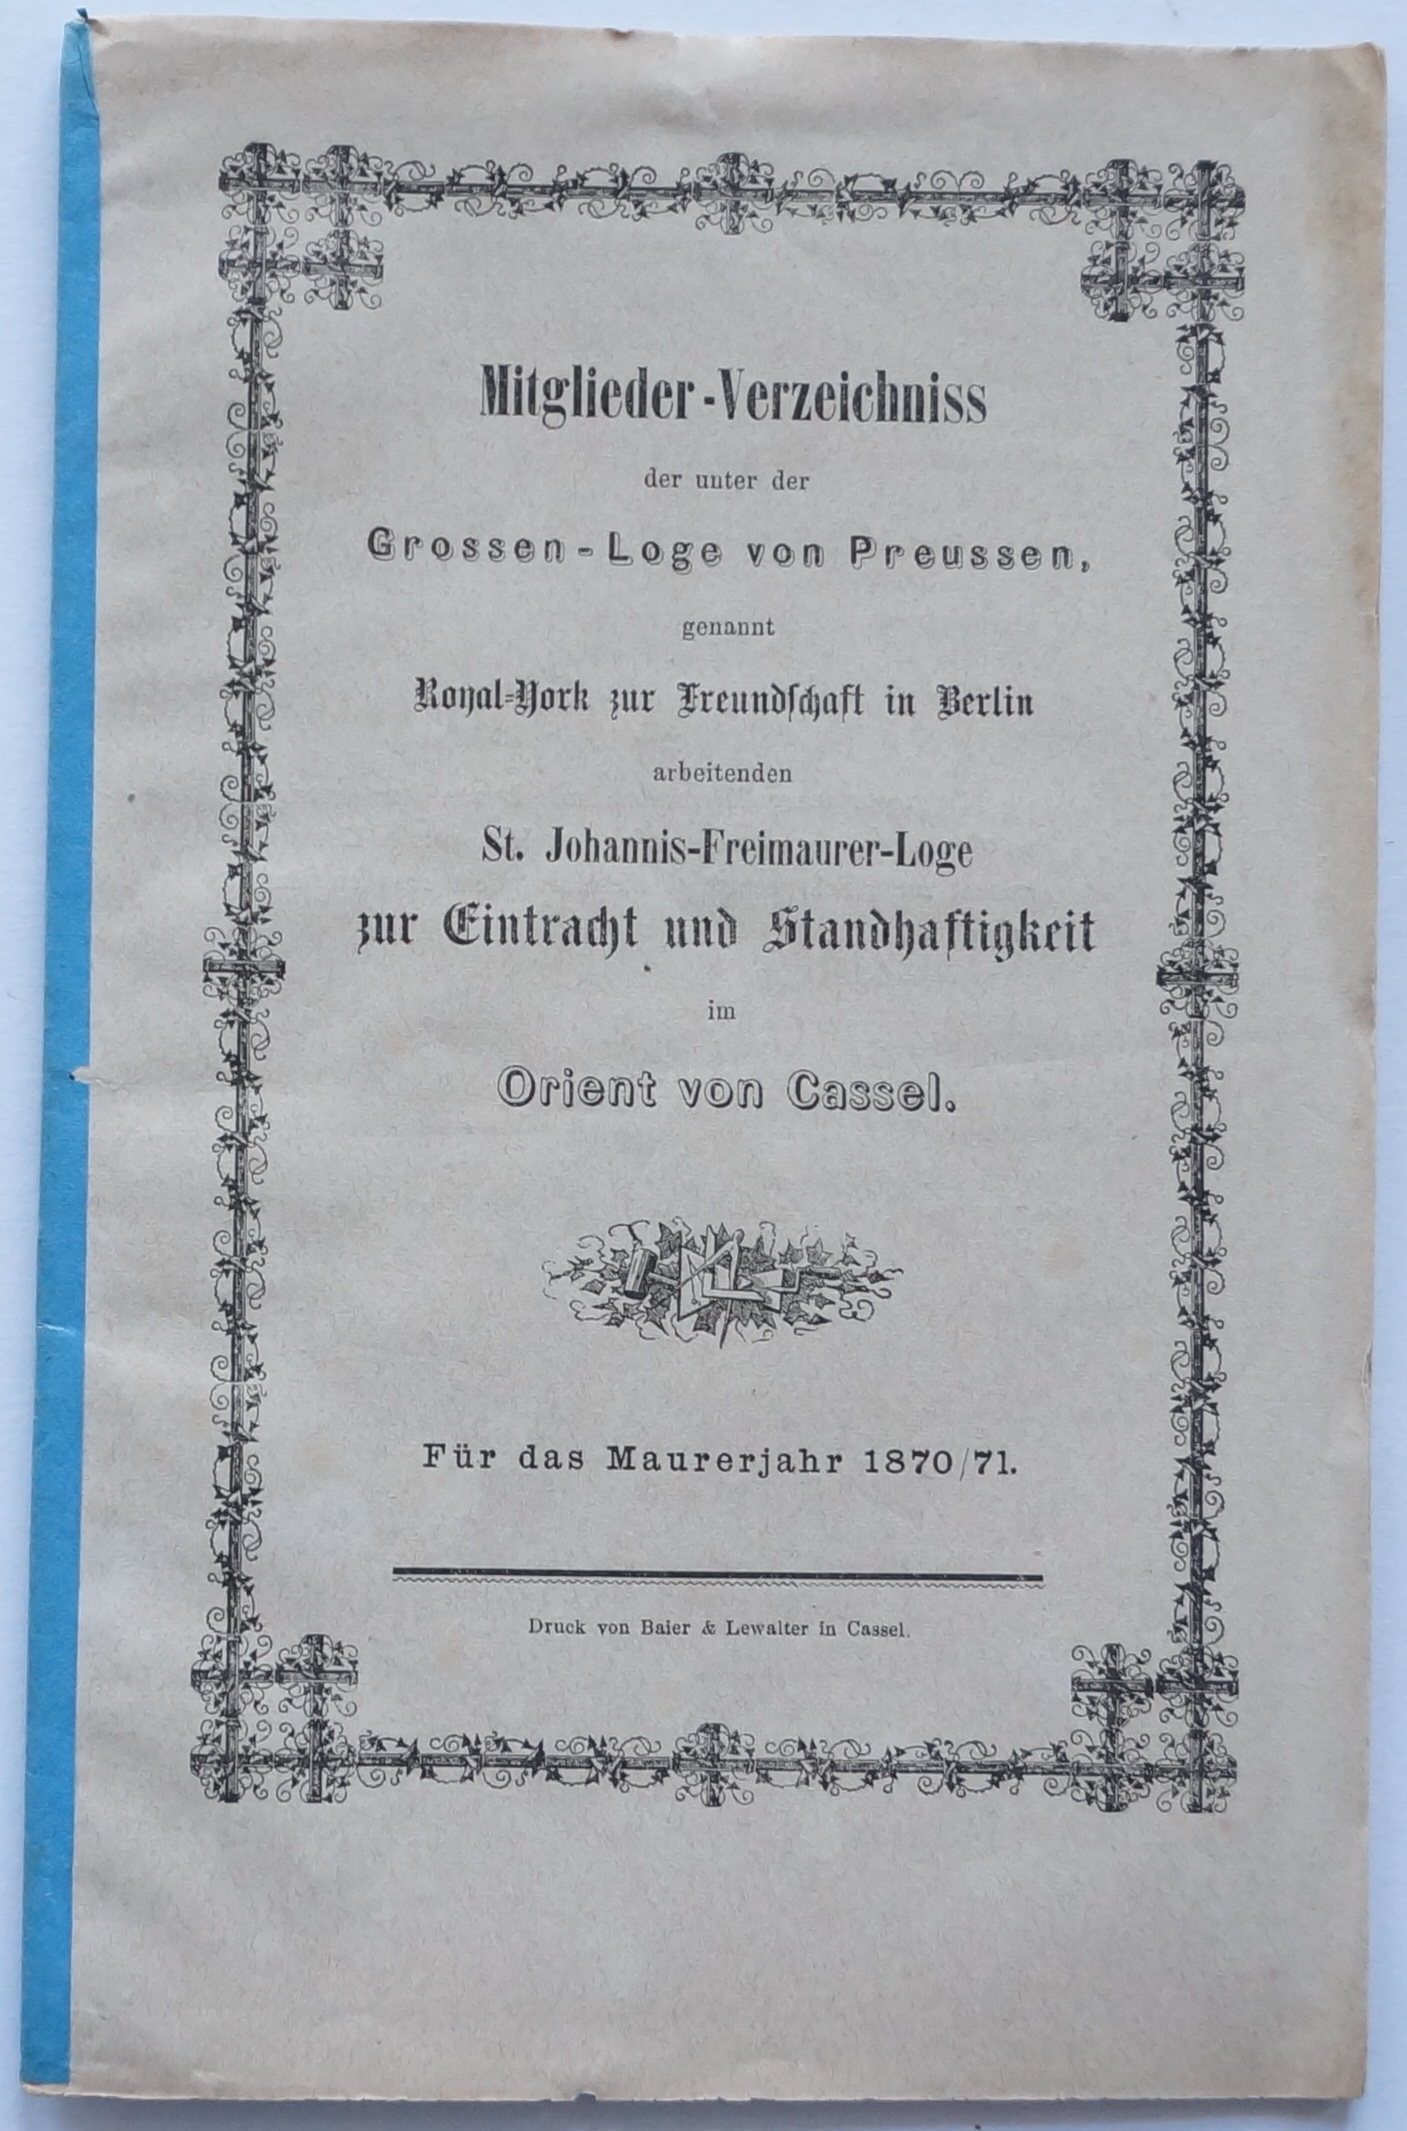 Mitglieder-Verzeichniss
der unter der
Grossen-Loge von Preussen,
genannt
Royal-York zur Freundschaft in Berlin
arbeitenden
St. Johannis-Freimaurer-Loge
zur Eintracht und Standhaftigkeit
im
Orient von Cassel.
Für das Maurerjahr 1870/71.
Druck von Baier & Lewalter in Cassel.